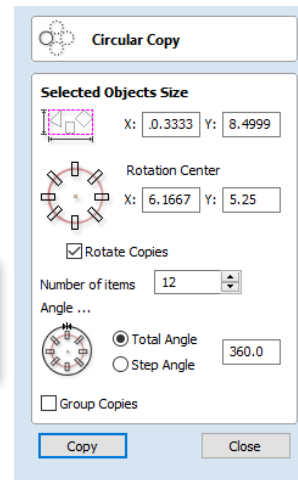 Circular Copy
Selected Objects Size
X: .0.3333 Y: 8.4999
Rotation Center
X: 6.1667 Y: 5.25
Rotate Copies
Number of items 12
Angle ...
Total Angle
360.0
Step Angle
Group Copies
Copy Close